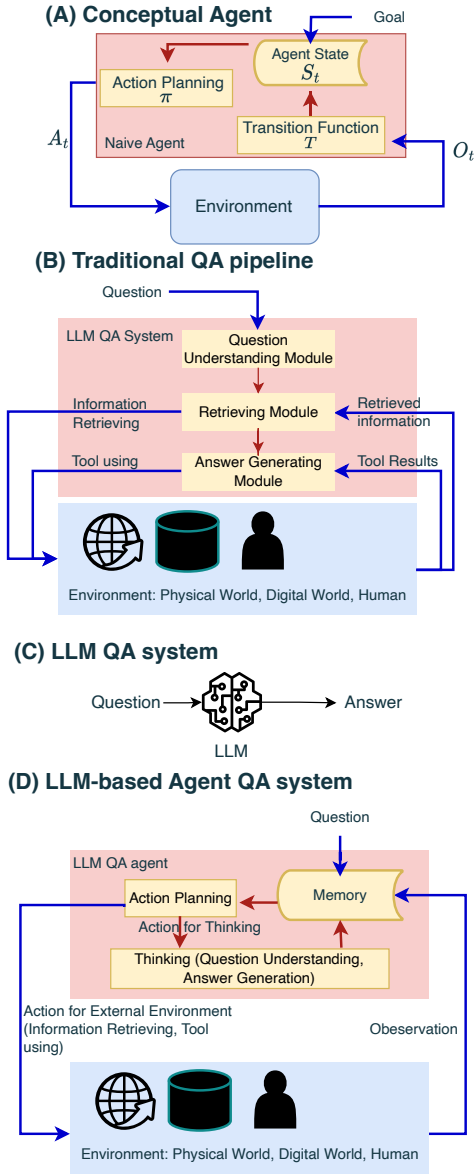 (A) Conceptual Agent
Goal
Agent State
S_t
Action Planning
π
Transition Function
T
Naive Agent
A_t
O_t
Environment
(B) Traditional QA pipeline
Question
LLM QA System
Question
Understanding Module
Information
Retrieving
Retrieving Module
Retrieved
information
Tool using
Answer Generating
Module
Tool Results
Environment: Physical World, Digital World, Human
(C) LLM QA system
Question
Answer
LLM
(D) LLM-based Agent QA system
Question
LLM QA agent
Action Planning
Memory
Action for Thinking
Thinking (Question Understanding,
Answer Generation)
Action for External Environment
(Information Retrieving, Tool
using)
Obeservation
Environment: Physical World, Digital World, Human